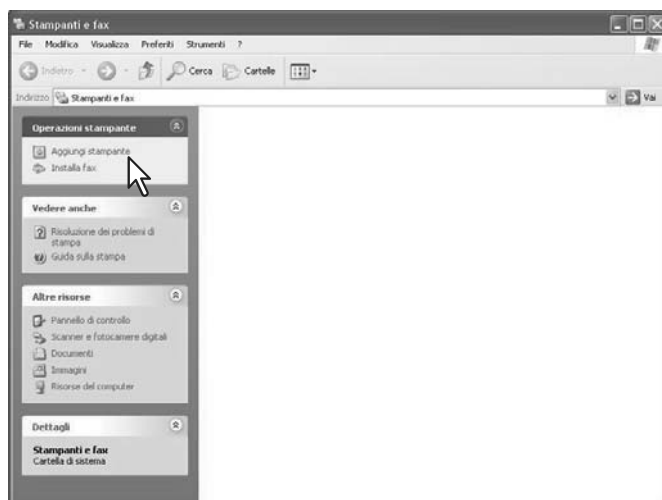 Stampanti e fax
File Modifica Visualizza Preferiti Strumenti ?
Indietro Cerca Cartelle
Indirizzo Stampanti e fax Vai
Operazioni stampante
Aggiungi stampante
Installa fax
Vedere anche
Risoluzione dei problemi di
stampa
Guida sulla stampa
Altre risorse
Pannello di controllo
Scanner e fotocamere digitali
Documenti
Immagini
Risorse del computer
Dettagli
Stampanti e fax
Cartella di sistema